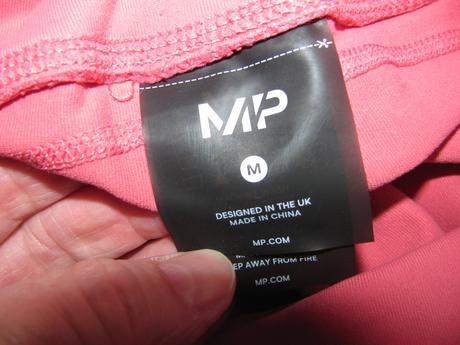 MP
M
DESIGNED IN THE UK
MADE IN CHINA
MP.COM
AWAY FROM FIRE
MP.COM